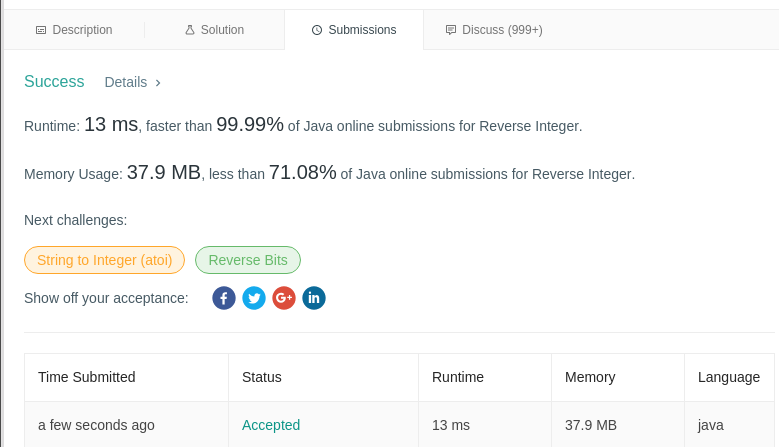 Description Solution Submissions Discuss (999+)
Success Details ›
Runtime: 13 ms, faster than 99.99% of Java online submissions for Reverse Integer.
Memory Usage: 37.9 MB, less than 71.08% of Java online submissions for Reverse Integer.
Next challenges:
String to Integer (atoi) Reverse Bits
Show off your acceptance: f G+ in
Time Submitted Status Runtime Memory Language
a few seconds ago Accepted 13 ms 37.9 MB java